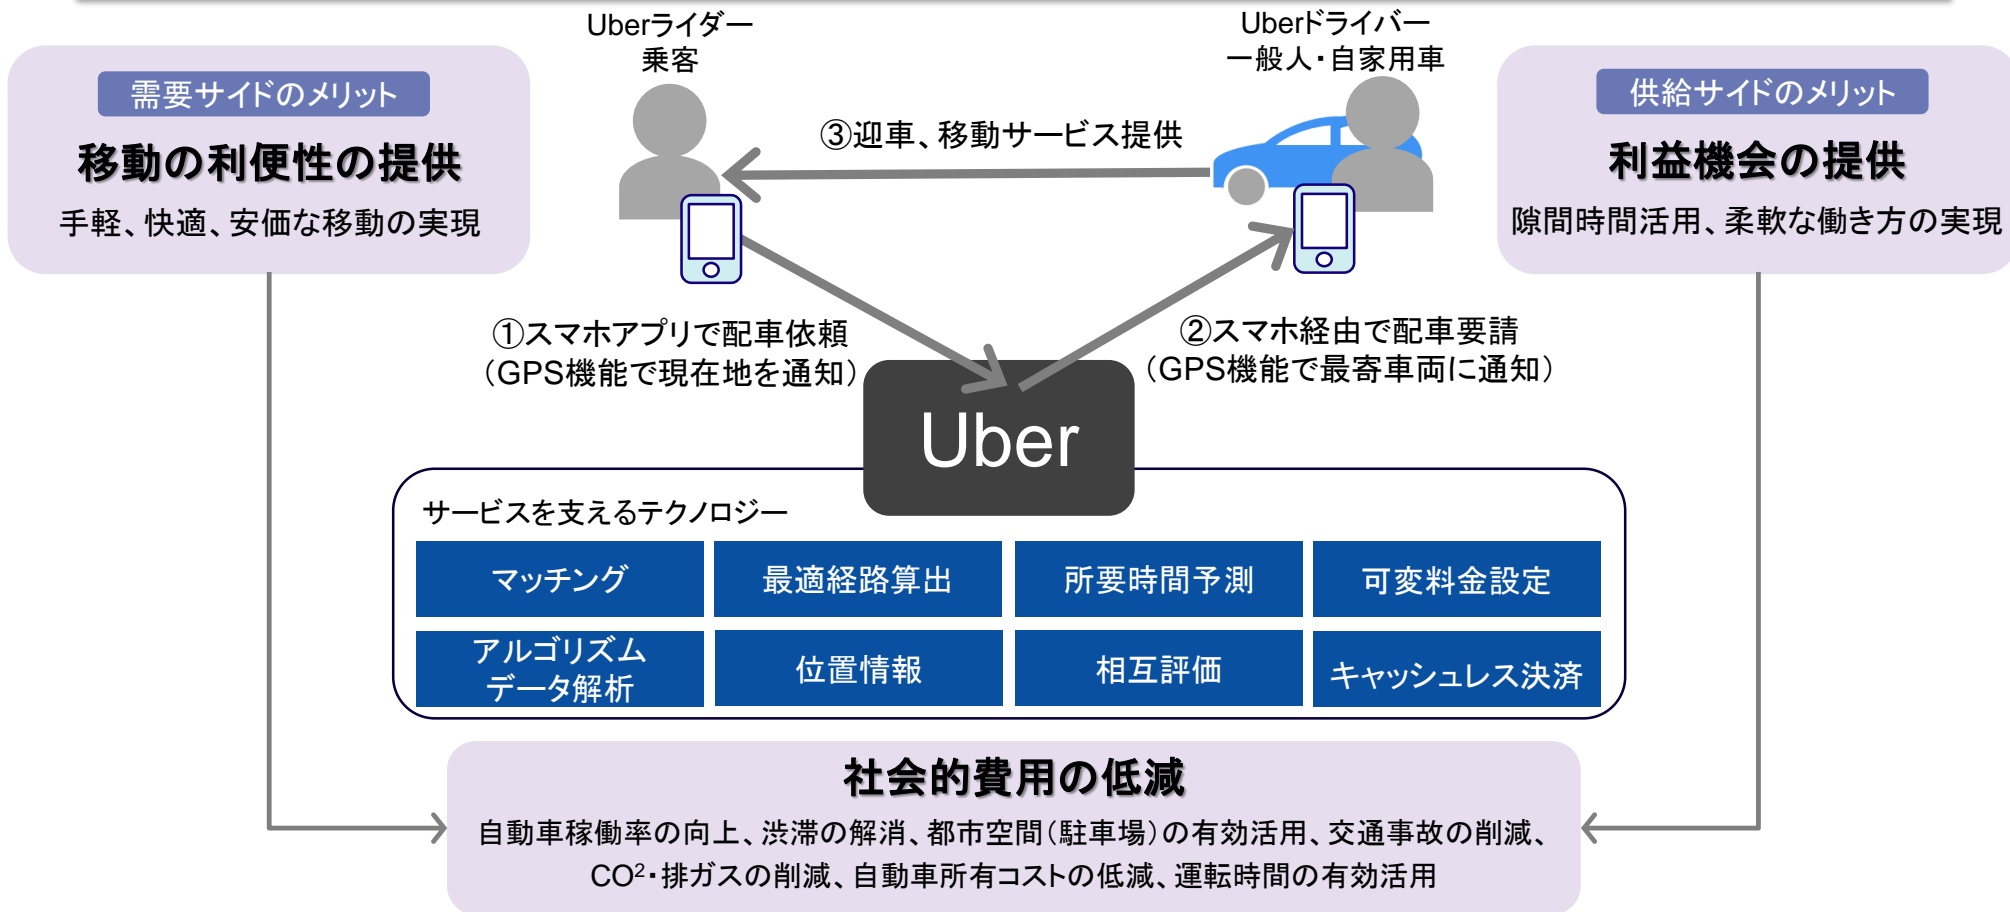 Uberライダー
乗客
Uberドライバー
一般人・自家用車
需要サイドのメリット
移動の利便性の提供
手軽、快適、安価な移動の実現
③迎車、移動サービス提供
供給サイドのメリット
利益機会の提供
隙間時間活用、柔軟な働き方の実現
①スマホアプリで配車依頼
（GPS機能で現在地を通知）
②スマホ経由で配車要請
（GPS機能で最寄車両に通知）
Uber
サービスを支えるテクノロジー
マッチング
最適経路算出
所要時間予測
可変料金設定
アルゴリズム
データ解析
位置情報
相互評価
キャッシュレス決済
社会的費用の低減
自動車稼働率の向上、渋滞の解消、都市空間（駐車場）の有効活用、交通事故の削減、
CO²・排ガスの削減、自動車所有コストの低減、運転時間の有効活用